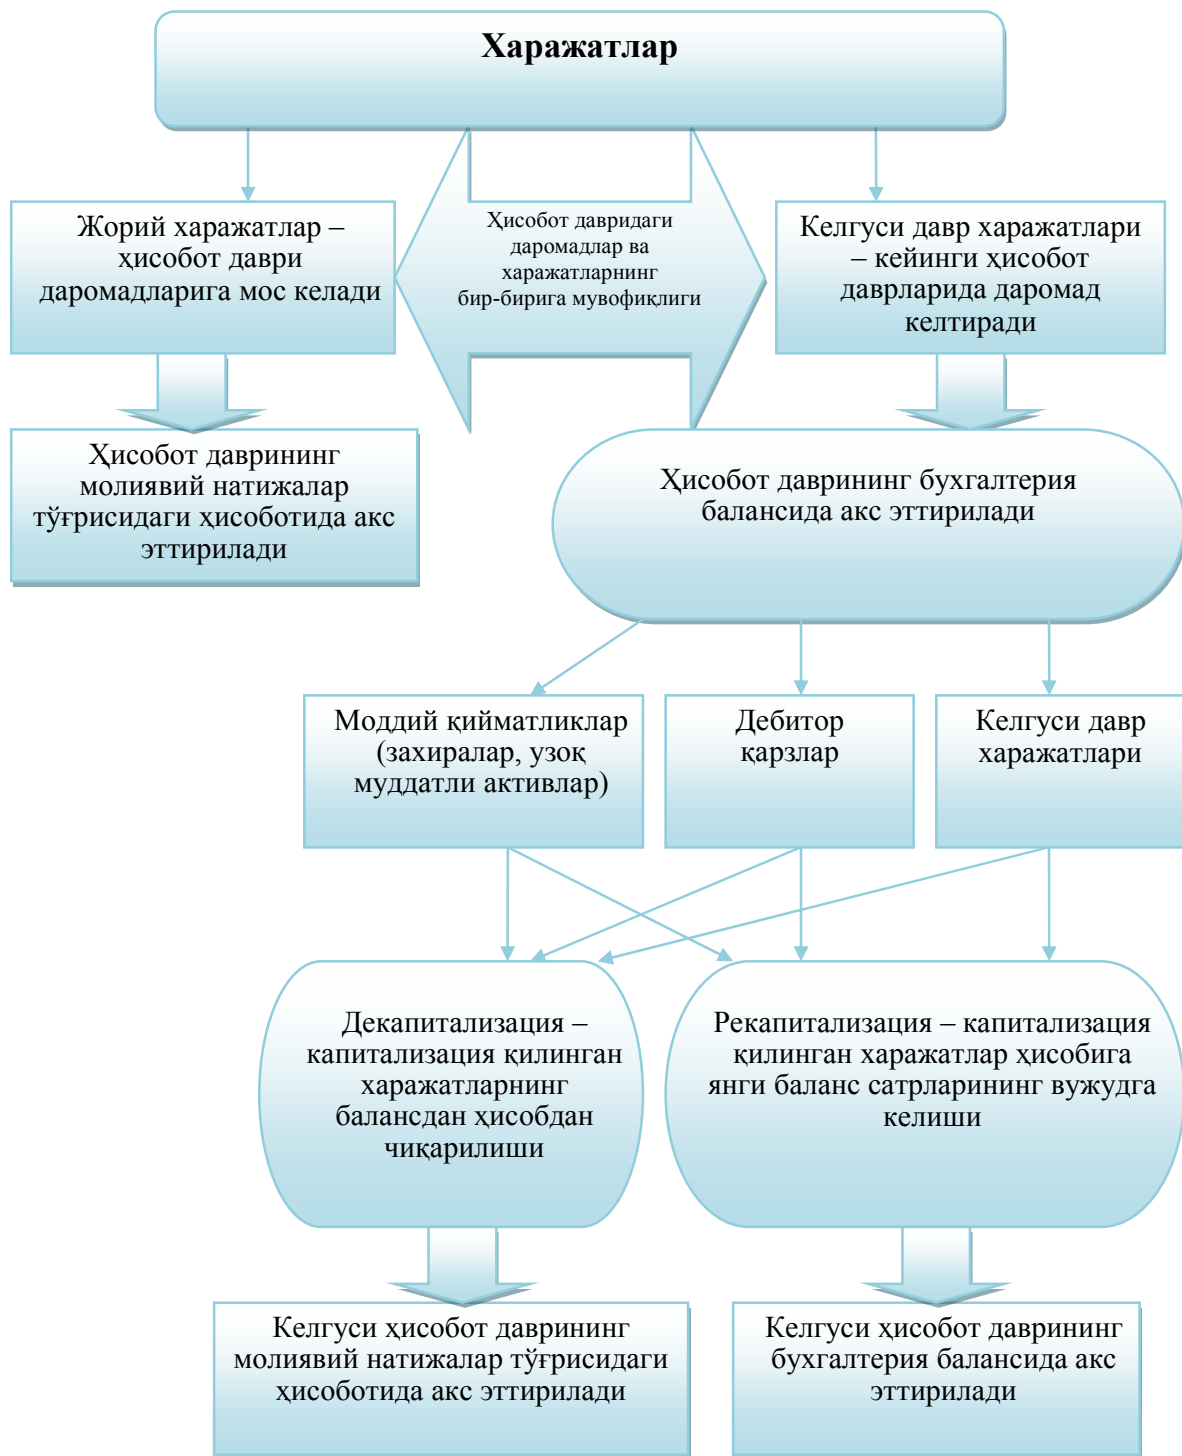 Харажатлар
Жорий харажатлар –
ҳисобот даври
даромадларига мос келади
Ҳисобот давридаги
даромадлар ва
харажатларнинг
бир-бирига мувофиқлиги
Келгуси давр харажатлари
– кейинги ҳисобот
даврларида даромад
келтиради
Ҳисобот даврининг
молиявий натижалар
тўғрисидаги ҳисоботида акс
эттирилади
Ҳисобот даврининг бухгалтерия
балансида акс эттирилади
Моддий қийматликлар
(захиралар, узоқ
муддатли активлар)
Дебитор
қарзлар
Келгуси давр
харажатлари
Декапитализация –
капитализация қилинган
харажатларнинг
балансдан ҳисобдан
чиқарилиши
Рекапитализация – капитализация
қилинган харажатлар ҳисобига
янги баланс сатрларининг вужудга
келиши
Келгуси ҳисобот даврининг
молиявий натижалар тўғрисидаги
ҳисоботида акс эттирилади
Келгуси ҳисобот даврининг
бухгалтерия балансида акс
эттирилади